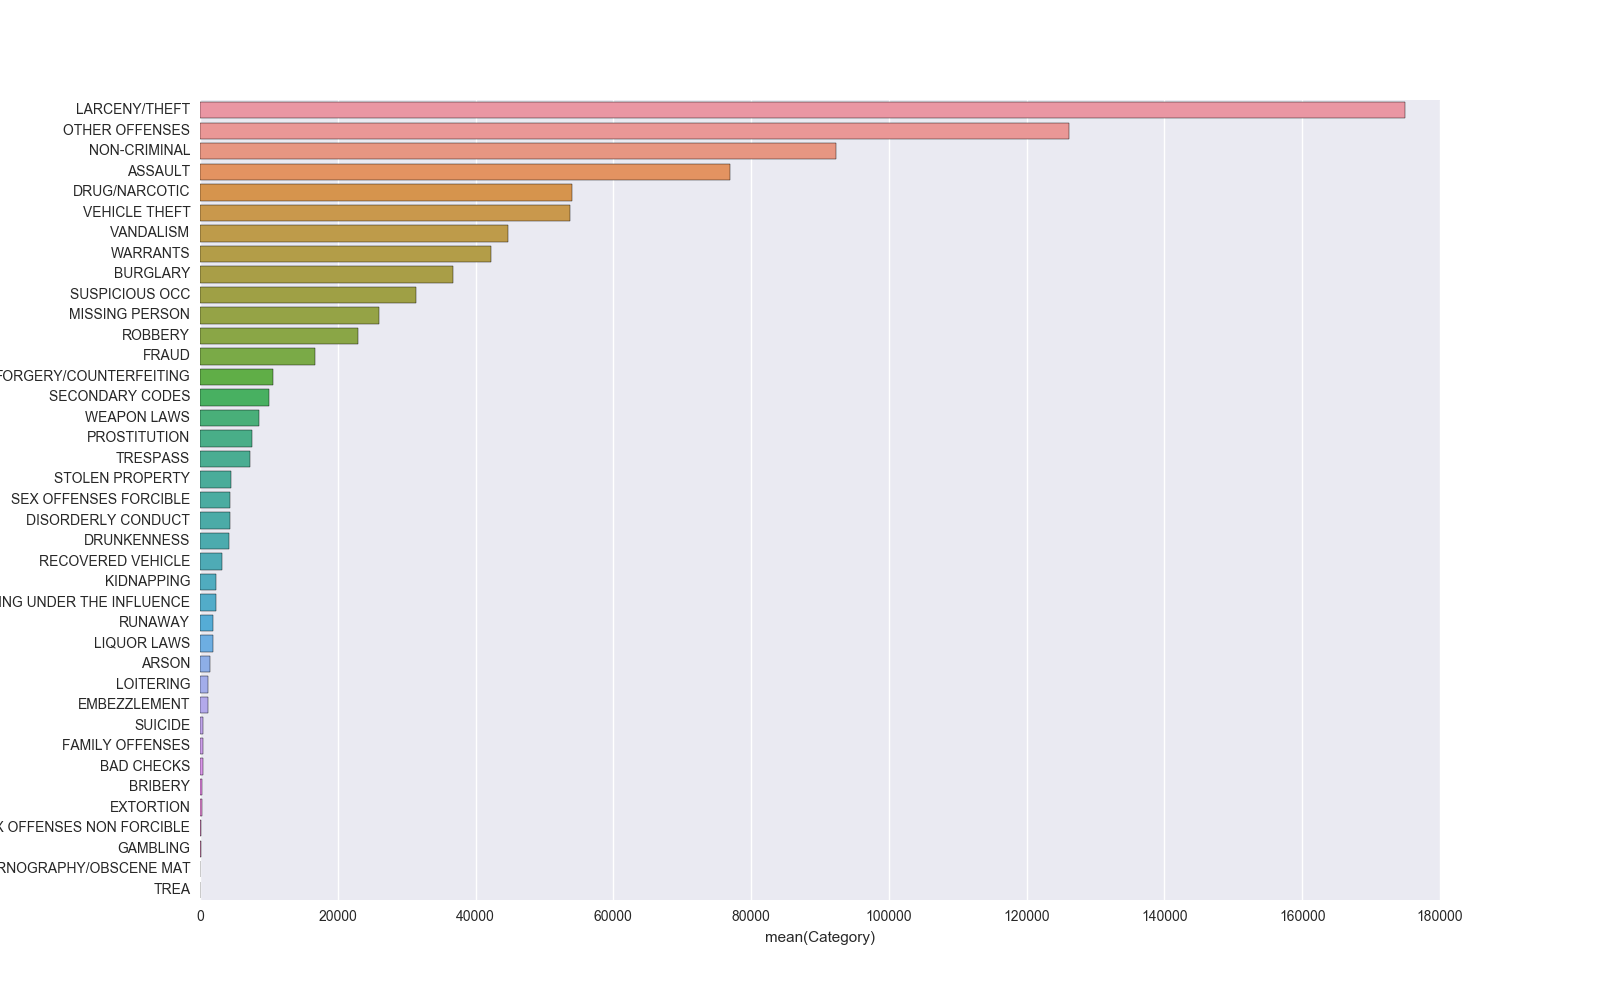 LARCENY/THEFT
OTHER OFFENSES
NON-CRIMINAL
ASSAULT
DRUG/NARCOTIC
VEHICLE THEFT
VANDALISM
WARRANTS
BURGLARY
SUSPICIOUS OCC
MISSING PERSON
ROBBERY
FRAUD
FORGERY/COUNTERFEITING
SECONDARY CODES
WEAPON LAWS
PROSTITUTION
TRESPASS
STOLEN PROPERTY
SEX OFFENSES FORCIBLE
DISORDERLY CONDUCT
DRUNKENNESS
RECOVERED VEHICLE
KIDNAPPING
ING UNDER THE INFLUENCE
RUNAWAY
LIQUOR LAWS
ARSON
LOITERING
EMBEZZLEMENT
SUICIDE
FAMILY OFFENSES
BAD CHECKS
BRIBERY
EXTORTION
X OFFENSES NON FORCIBLE
GAMBLING
RNOGRAPHY/OBSCENE MAT
TREA
0 20000 40000 60000 80000 100000 120000 140000 160000 180000
mean(Category)